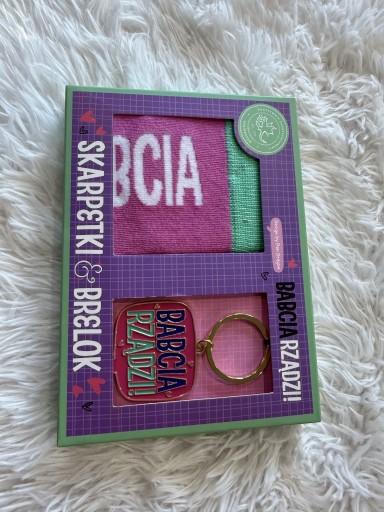 SKARPETKI & BRELOK
BCIA
BABCIA
RZĄDZI!
BABCIA RZĄDZI!